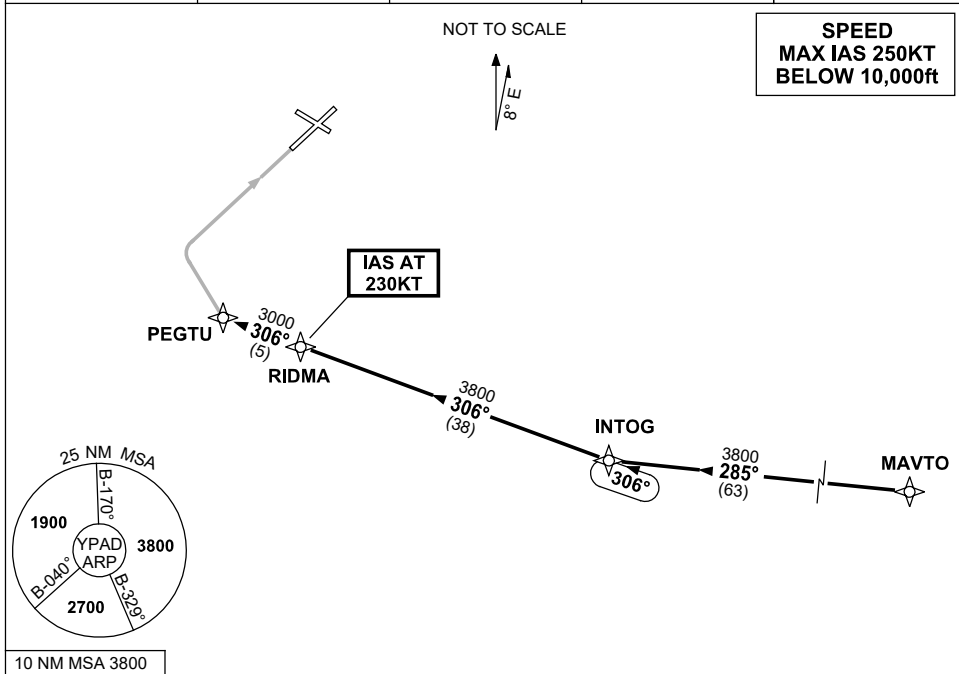 NOT TO SCALE
SPEED
MAX IAS 250KT
BELOW 10,000ft
8° E
IAS AT
230KT
PEGTU
3000
306°
(5)
RIDMA
3800
306°
(38)
INTOG
306°
3800
285°
(63)
MAVTO
25 NM MSA
B-170°
1900
3800
YPAD
ARP
B-040°
B-329°
2700
10 NM MSA 3800